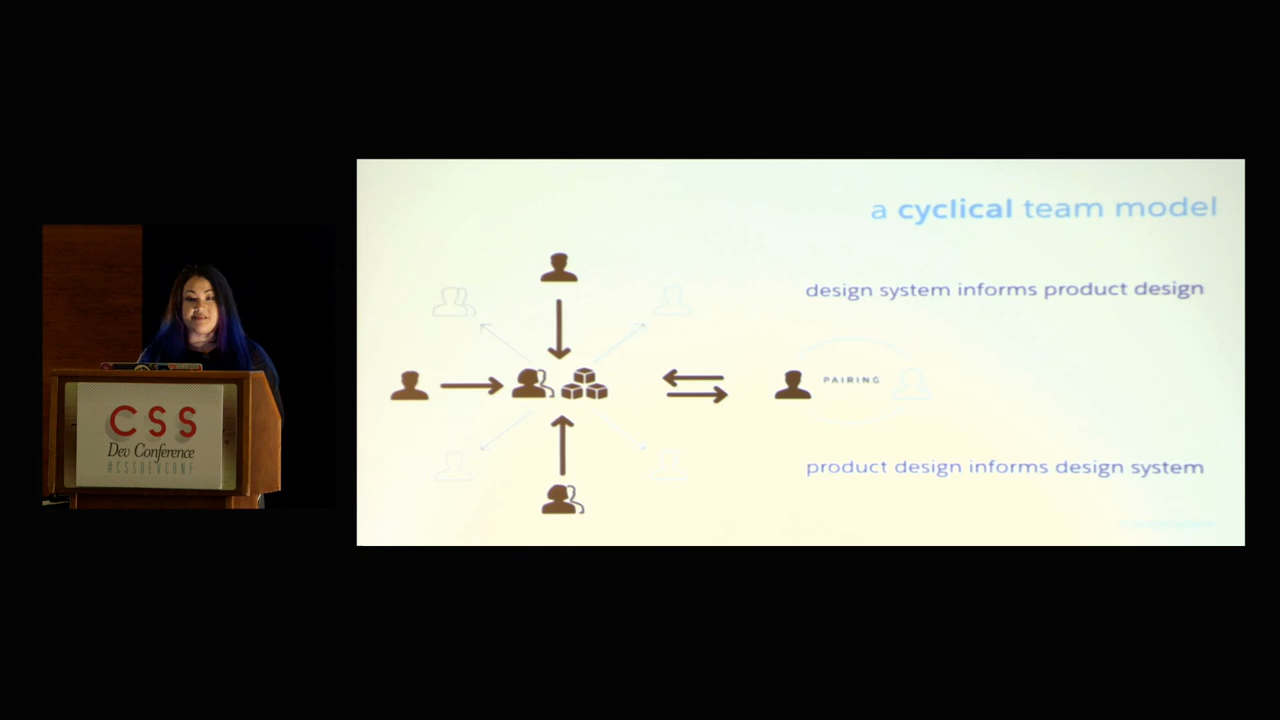 a cyclical team model
design system informs product design
PAIRING
product design informs design system
CSS
Dev Conference
#CSSDEVCONF